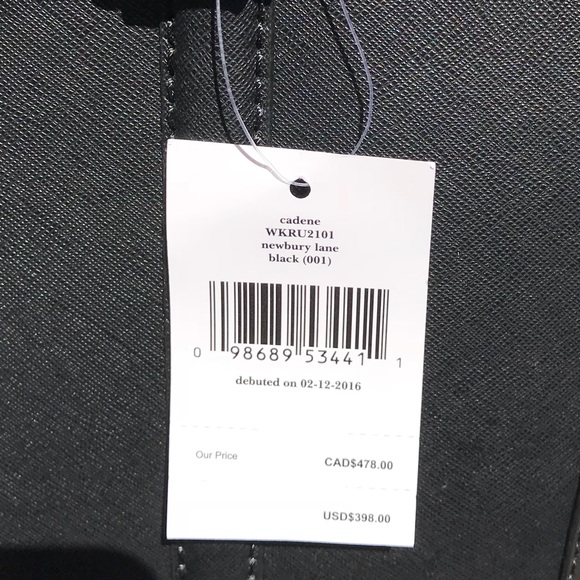 cadene
WKRU2101
newbury lane
black (001)
0 98689 53441 1
debuted on 02-12-2016
Our Price CAD$478.00
USD$398.00